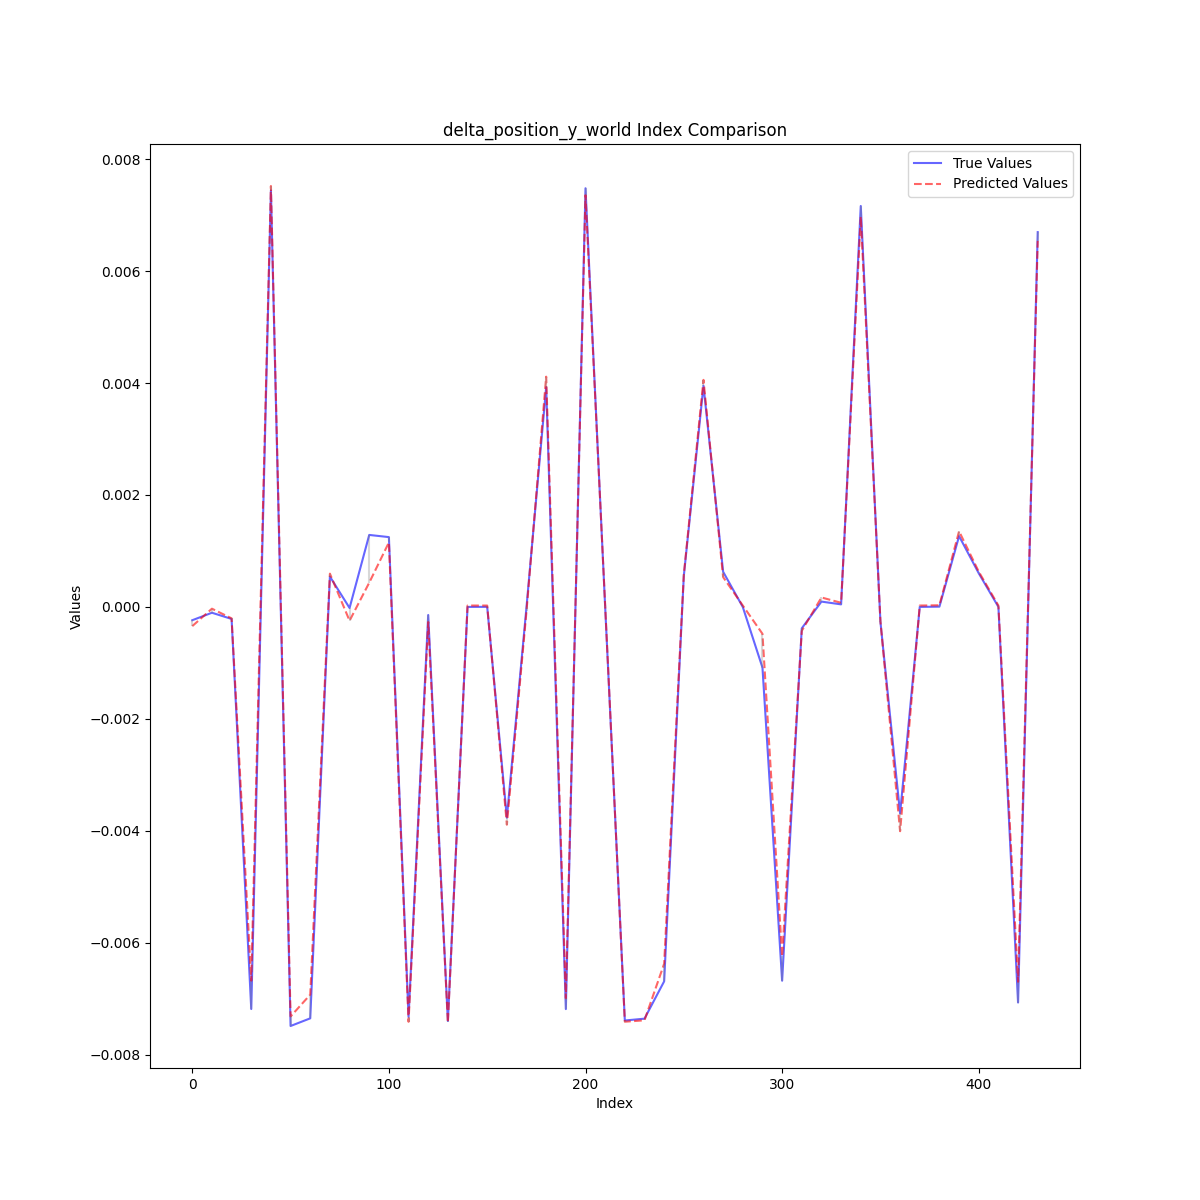 delta_position_y_world Index Comparison
True Values
Predicted Values
0.008
0.006
0.004
0.002
0.000
−0.002
−0.004
−0.006
−0.008
Values
0 100 200 300 400
Index